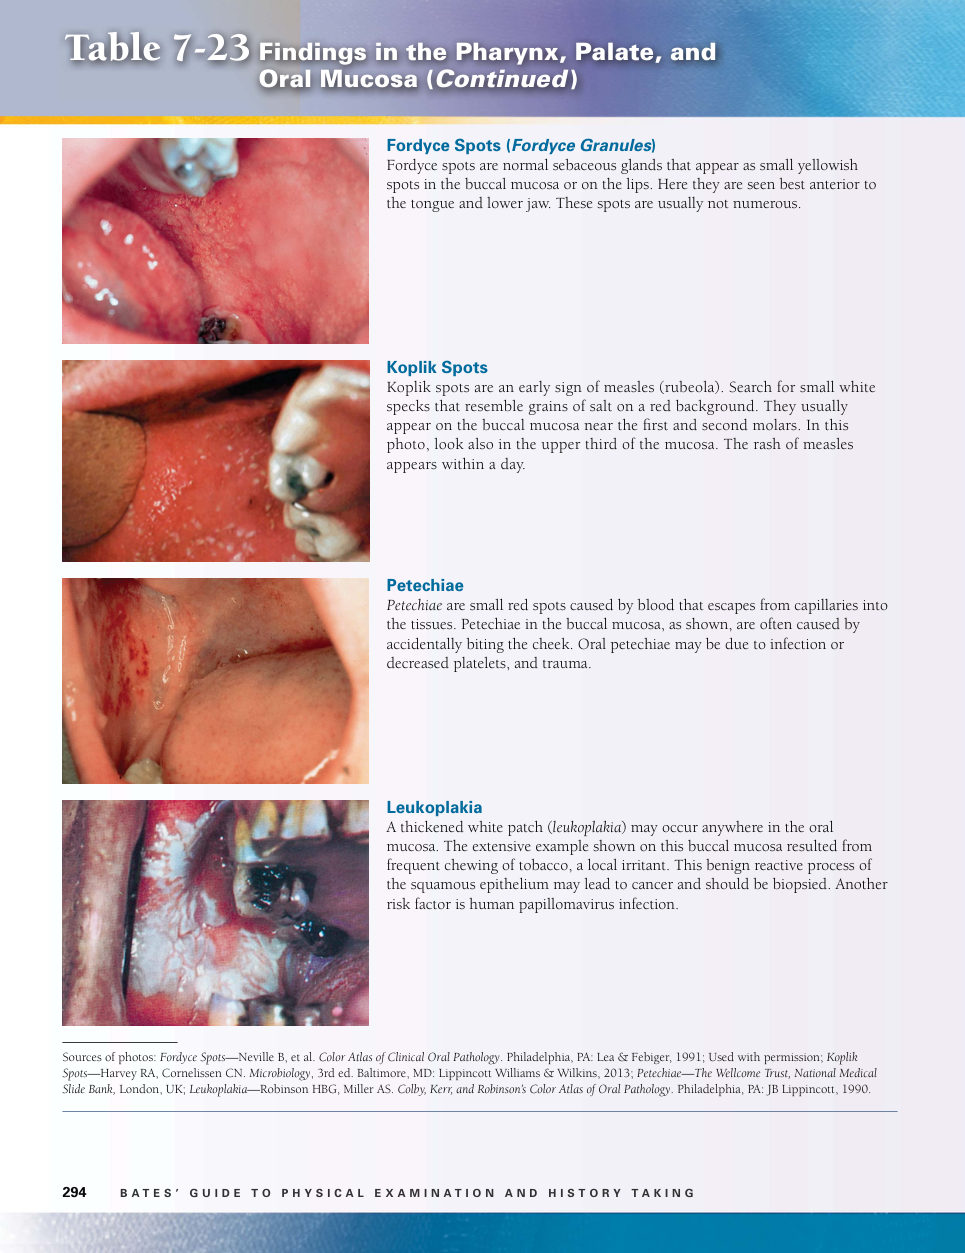 Table 7-23 Findings in the Pharynx, Palate, and
Oral Mucosa (Continued)
Fordyce Spots (Fordyce Granules)
Fordyce spots are normal sebaceous glands that appear as small yellowish
spots in the buccal mucosa or on the lips. Here they are seen best anterior to
the tongue and lower jaw. These spots are usually not numerous.
Koplik Spots
Koplik spots are an early sign of measles (rubeola). Search for small white
specks that resemble grains of salt on a red background. They usually
appear on the buccal mucosa near the first and second molars. In this
photo, look also in the upper third of the mucosa. The rash of measles
appears within a day.
Petechiae
Petechiae are small red spots caused by blood that escapes from capillaries into
the tissues. Petechiae in the buccal mucosa, as shown, are often caused by
accidentally biting the cheek. Oral petechiae may be due to infection or
decreased platelets, and trauma.
Leukoplakia
A thickened white patch (leukoplakia) may occur anywhere in the oral
mucosa. The extensive example shown on this buccal mucosa resulted from
frequent chewing of tobacco, a local irritant. This benign reactive process of
the squamous epithelium may lead to cancer and should be biopsied. Another
risk factor is human papillomavirus infection.
Sources of photos: Fordyce Spots—Neville B, et al. Color Atlas of Clinical Oral Pathology. Philadelphia, PA: Lea & Febiger, 1991; Used with permission; Koplik
Spots—Harvey RA, Cornelissen CN. Microbiology, 3rd ed. Baltimore, MD: Lippincott Williams & Wilkins, 2013; Petechiae—The Wellcome Trust, National Medical
Slide Bank, London, UK; Leukoplakia—Robinson HBG, Miller AS. Colby, Kerr, and Robinson's Color Atlas of Oral Pathology. Philadelphia, PA: JB Lippincott, 1990.
294 BATES' GUIDE TO PHYSICAL EXAMINATION AND HISTORY TAKING